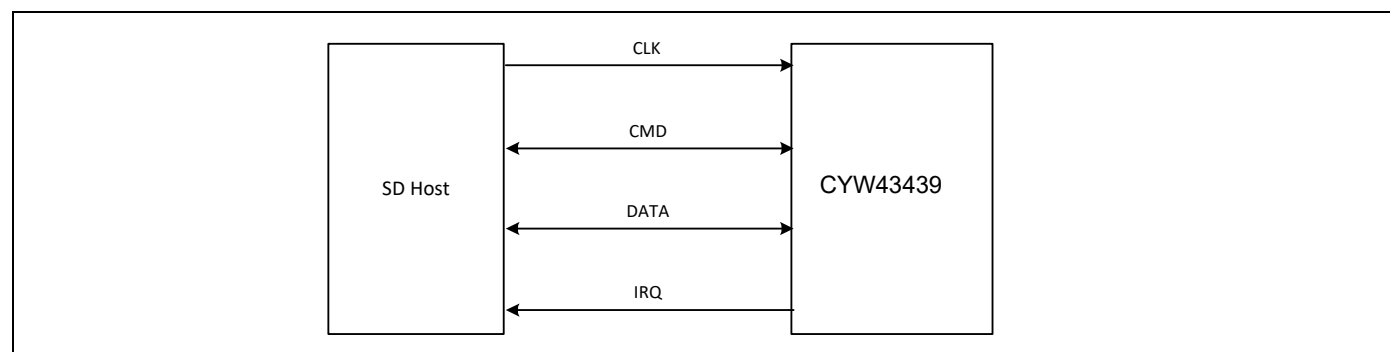 CLK
CMD
SD Host
CYW43439
DATA
IRQ